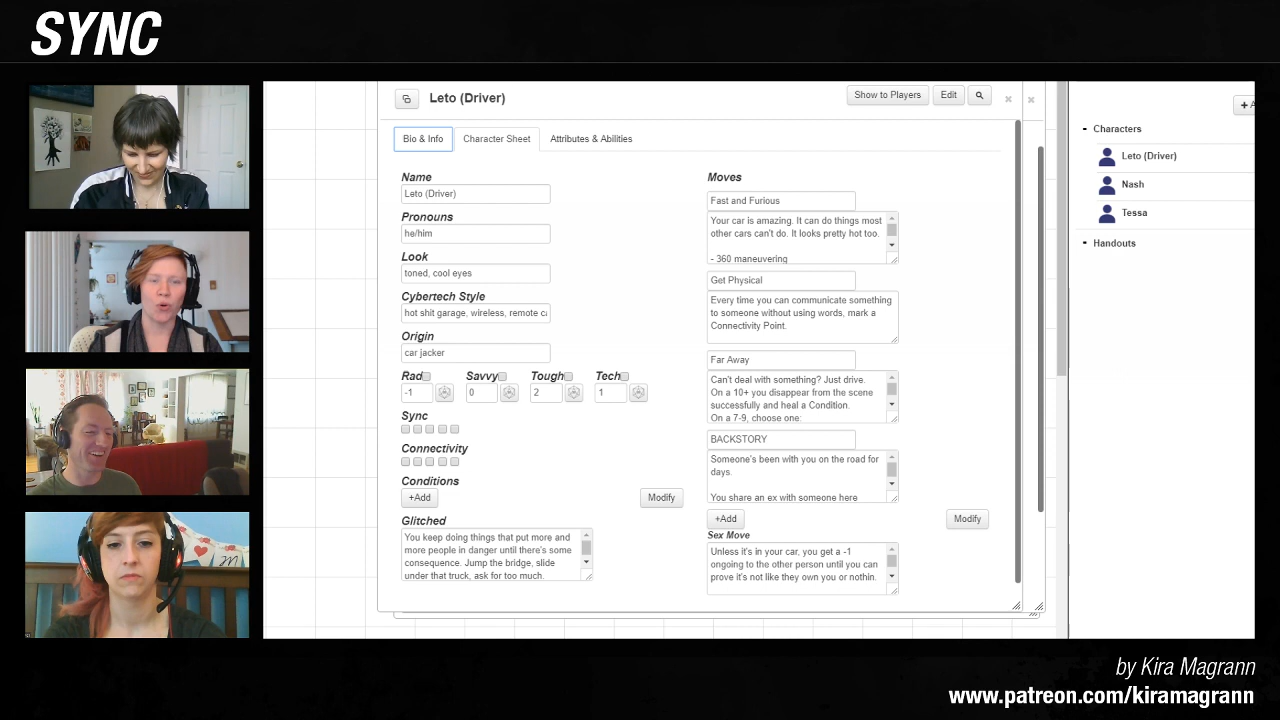 SYNC
Leto (Driver)
Show to Players
Edit
Bio & Info
Character Sheet
Attributes & Abilities
Name
Leto (Driver)
Pronouns
he/him
Look
toned, cool eyes
Cybertech Style
hot shit garage, wireless, remote
Origin
car jacker
Rad Savvy Tough Tech
-1 0 2 1
Sync
Connectivity
Conditions
+Add
Modify
Glitched
You keep doing things that put more and
more people in danger until there's some
consequence. Jump the bridge, slide
under that truck, ask for too much.
Moves
Fast and Furious
Your car is amazing. It can do things most
other cars can't do. It looks pretty hot too.
- 360 maneuvering
Get Physical
Every time you can communicate something
to someone without using words, mark a
Connectivity Point.
Far Away
Can't deal with something? Just drive.
On a 10+ you disappear from the scene
successfully and heal a Condition.
On a 7-9, choose one:
BACKSTORY
Someone's been with you on the road for
days.
You share an ex with someone here
+Add
Modify
Sex Move
Unless it's in your car, you get a -1
ongoing to the other person until you can
prove it's not like they own you or nothin.
Characters
Leto (Driver)
Nash
Tessa
Handouts
by Kira Magrann
www.patreon.com/kiramagrann